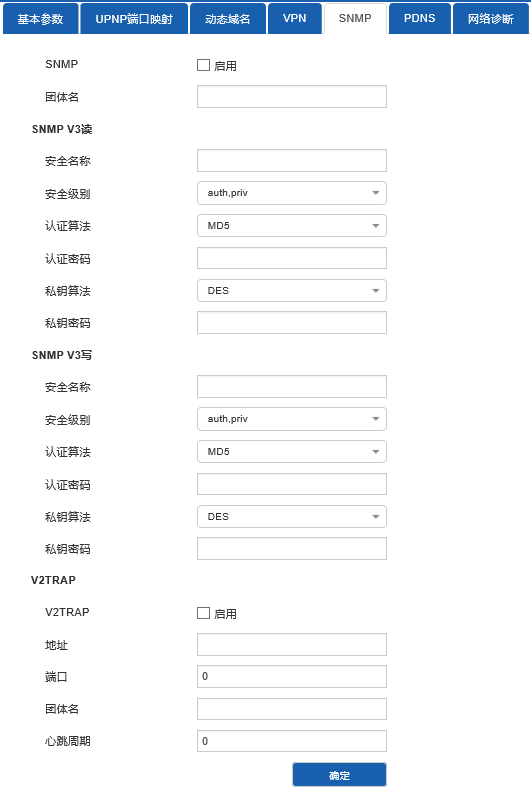 基本参数 UPNP端口映射 动态域名 VPN SNMP PDNS 网络诊断
SNMP 启用
团体名
SNMP V3读
安全名称
安全级别 auth,priv
认证算法 MD5
认证密码
私钥算法 DES
私钥密码
SNMP V3写
安全名称
安全级别 auth,priv
认证算法 MD5
认证密码
私钥算法 DES
私钥密码
V2TRAP
V2TRAP 启用
地址
端口 0
团体名
心跳周期 0
确定